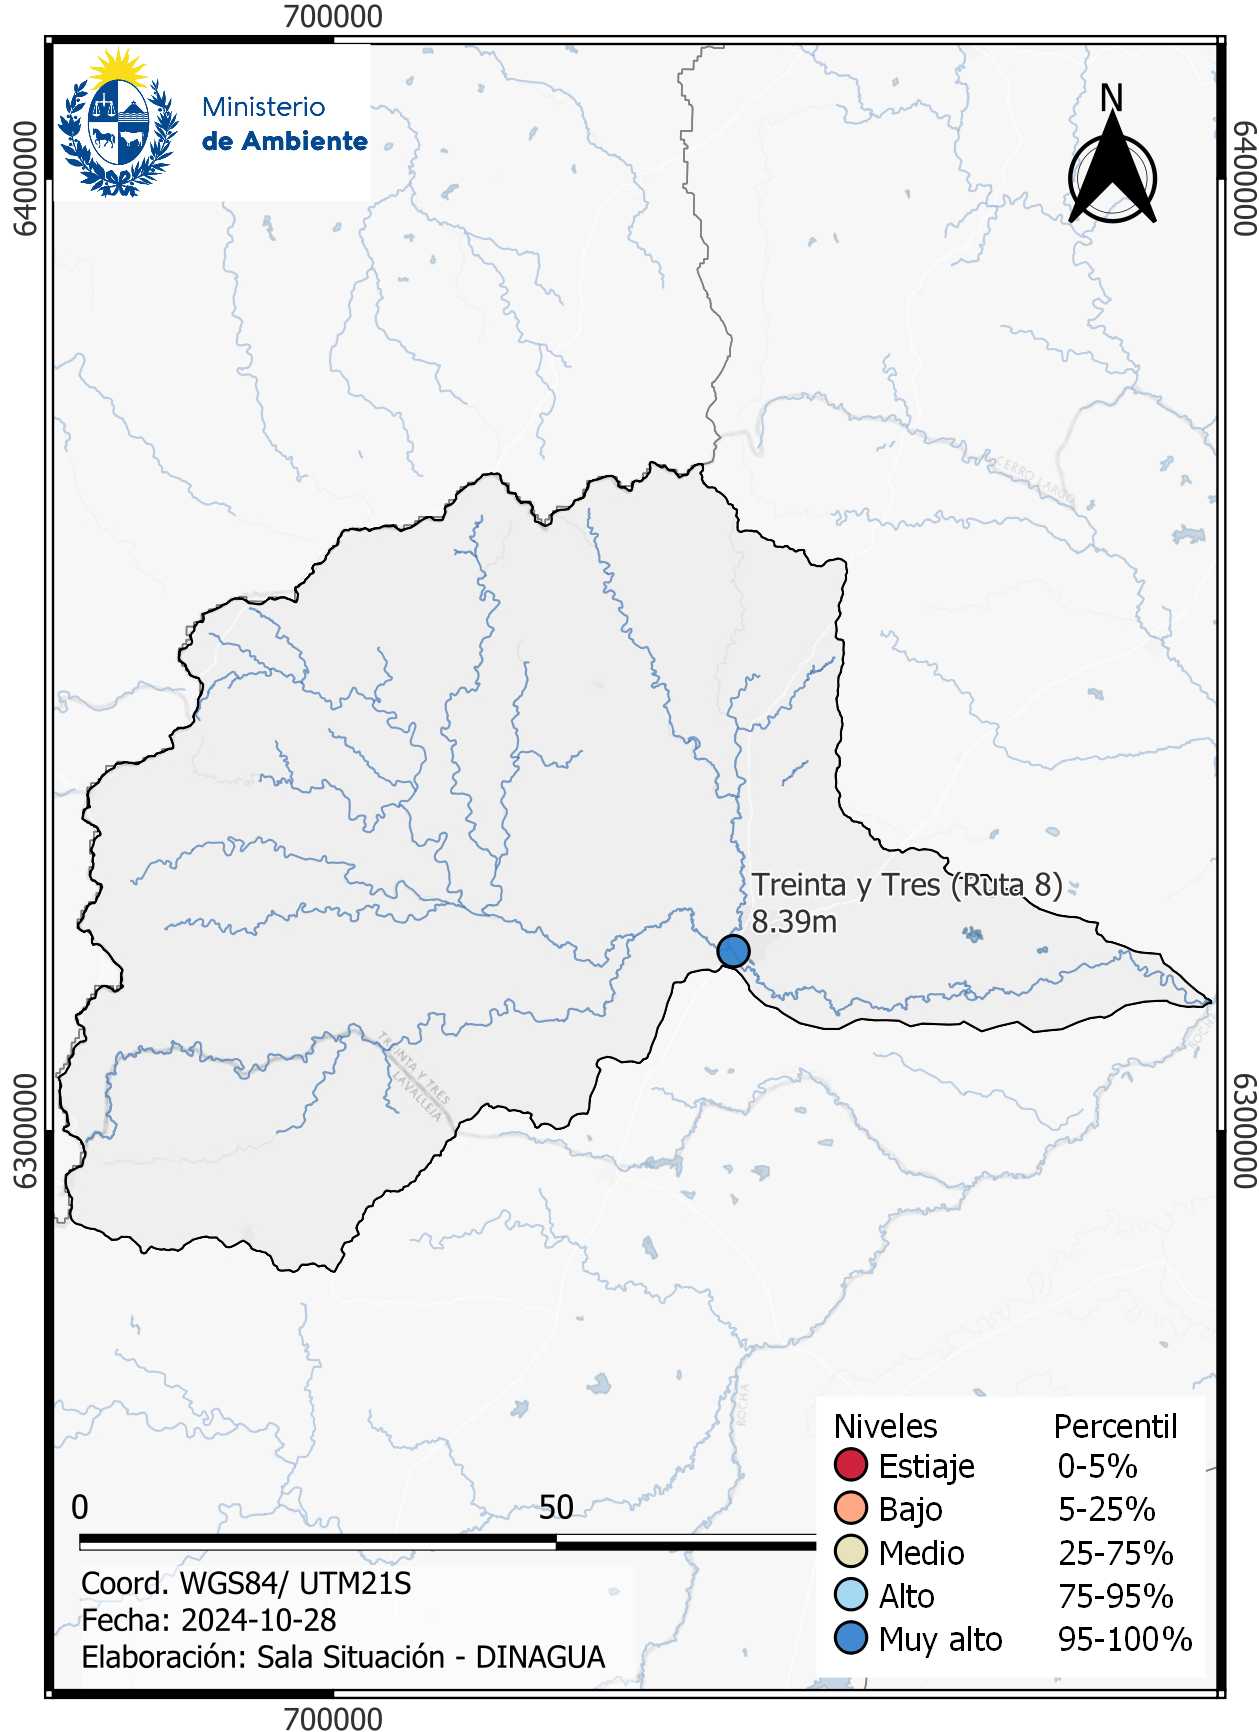 700000
Ministerio
de Ambiente
N
6400000
6400000
CERRO LARGO
Treinta y Tres (Ruta 8)
8.39m
TREINTA Y TRES
LAVALLEJA
ROCHA
6300000
6300000
ROCHA
0
50
Coord. WGS84/ UTM21S
Fecha: 2024-10-28
Elaboración: Sala Situación - DINAGUA
Niveles Percentil
Estiaje 0-5%
Bajo 5-25%
Medio 25-75%
Alto 75-95%
Muy alto 95-100%
700000